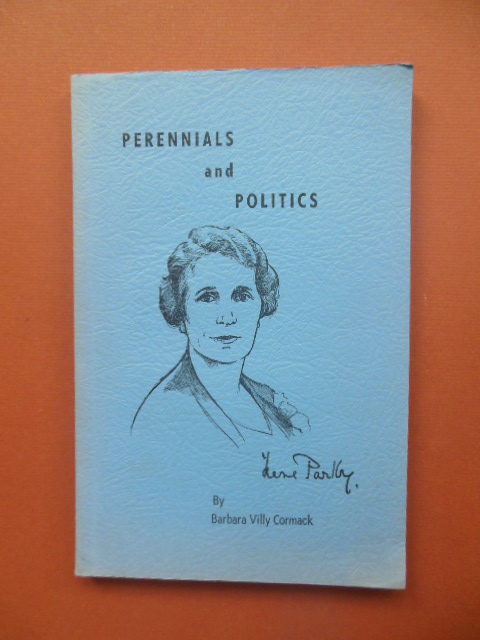 PERENNIALS
and
POLITICS
Irene Parlby.
By
Barbara Villy Cormack